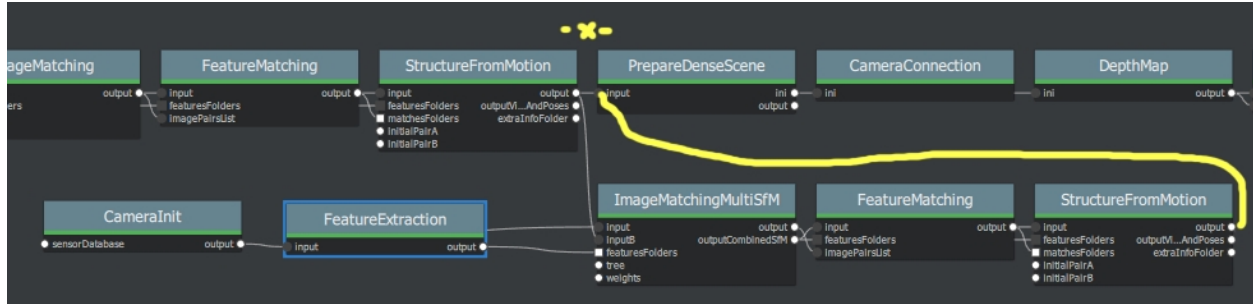 ageMatching
output
ers
FeatureMatching
input
output
featuresFolders
imagePairsList
StructureFromMotion
input
output
featuresFolders
outputVi...AndPoses
matchesFolders
extraInfoFolder
initialPairA
initialPairB
PrepareDenseScene
input
ini
output
CameraConnection
ini
ini
DepthMap
output
CameraInit
sensorDatabase
output
FeatureExtraction
input
output
ImageMatchingMultiSfM
input
output
inputB
outputCombinedSfM
featuresFolders
tree
weights
FeatureMatching
input
output
featuresFolders
imagePairsList
StructureFromMotion
input
output
featuresFolders
outputVi...AndPoses
matchesFolders
extraInfoFolder
initialPairA
initialPairB